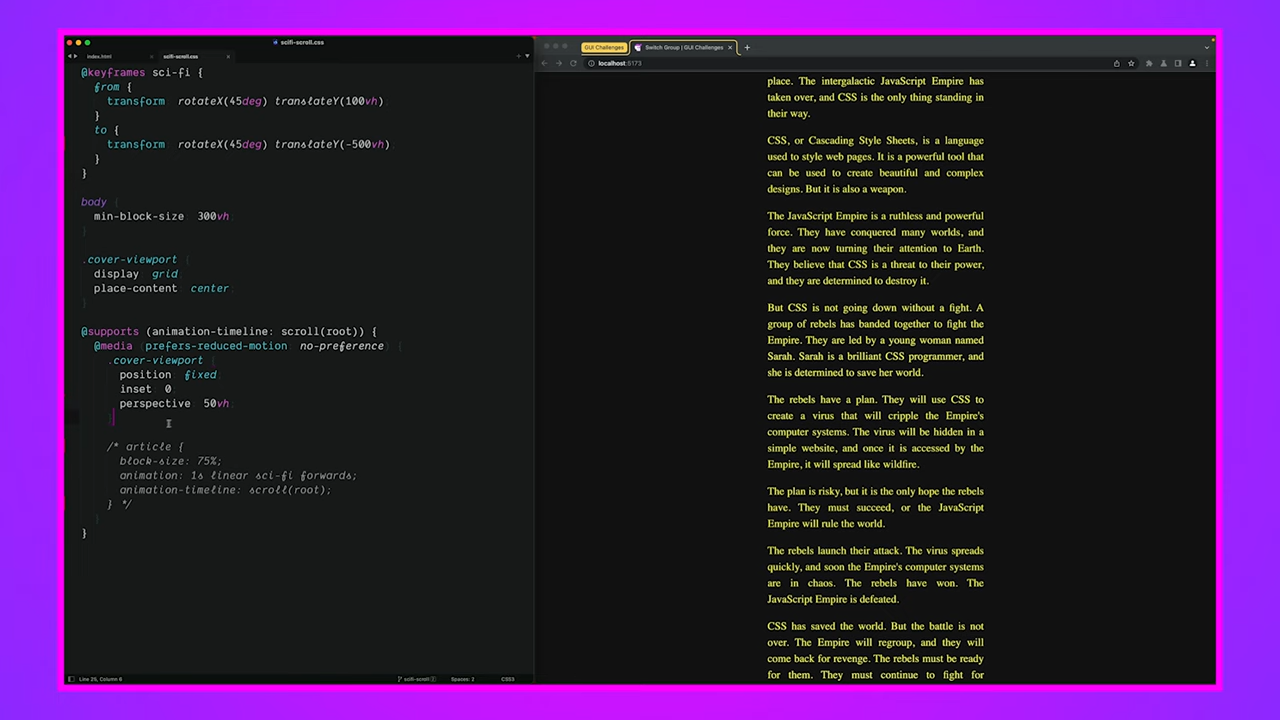 scifi-scroll.css
index.html
scifi-scroll.css
@keyframes sci-fi {
from {
transform rotateX(45deg) translateY(100vh)
}
to {
transform rotateX(45deg) translateY(-500vh)
}
}
body {
min-block-size 300vh
}
.cover-viewport {
display grid
place-content center
}
@supports (animation-timeline: scroll(root)) {
@media (prefers-reduced-motion no-preference) {
.cover-viewport {
position fixed
inset 0
perspective 50vh
}
/* article {
block-size: 75%;
animation: 1s linear sci-fi forwards;
animation-timeline: scroll(root);
} */
}
}
Line 25, Column 6
scifi-scroll
Spaces: 2
CSS3
GUI Challenges
Switch Group | GUI Challenges
localhost:5173
place. The intergalactic JavaScript Empire has
taken over, and CSS is the only thing standing in
their way.
CSS, or Cascading Style Sheets, is a language
used to style web pages. It is a powerful tool that
can be used to create beautiful and complex
designs. But it is also a weapon.
The JavaScript Empire is a ruthless and powerful
force. They have conquered many worlds, and
they are now turning their attention to Earth.
They believe that CSS is a threat to their power,
and they are determined to destroy it.
But CSS is not going down without a fight. A
group of rebels has banded together to fight the
Empire. They are led by a young woman named
Sarah. Sarah is a brilliant CSS programmer, and
she is determined to save her world.
The rebels have a plan. They will use CSS to
create a virus that will cripple the Empire's
computer systems. The virus will be hidden in a
simple website, and once it is accessed by the
Empire, it will spread like wildfire.
The plan is risky, but it is the only hope the rebels
have. They must succeed, or the JavaScript
Empire will rule the world.
The rebels launch their attack. The virus spreads
quickly, and soon the Empire's computer systems
are in chaos. The rebels have won. The
JavaScript Empire is defeated.
CSS has saved the world. But the battle is not
over. The Empire will regroup, and they will
come back for revenge. The rebels must be ready
for them. They must continue to fight for